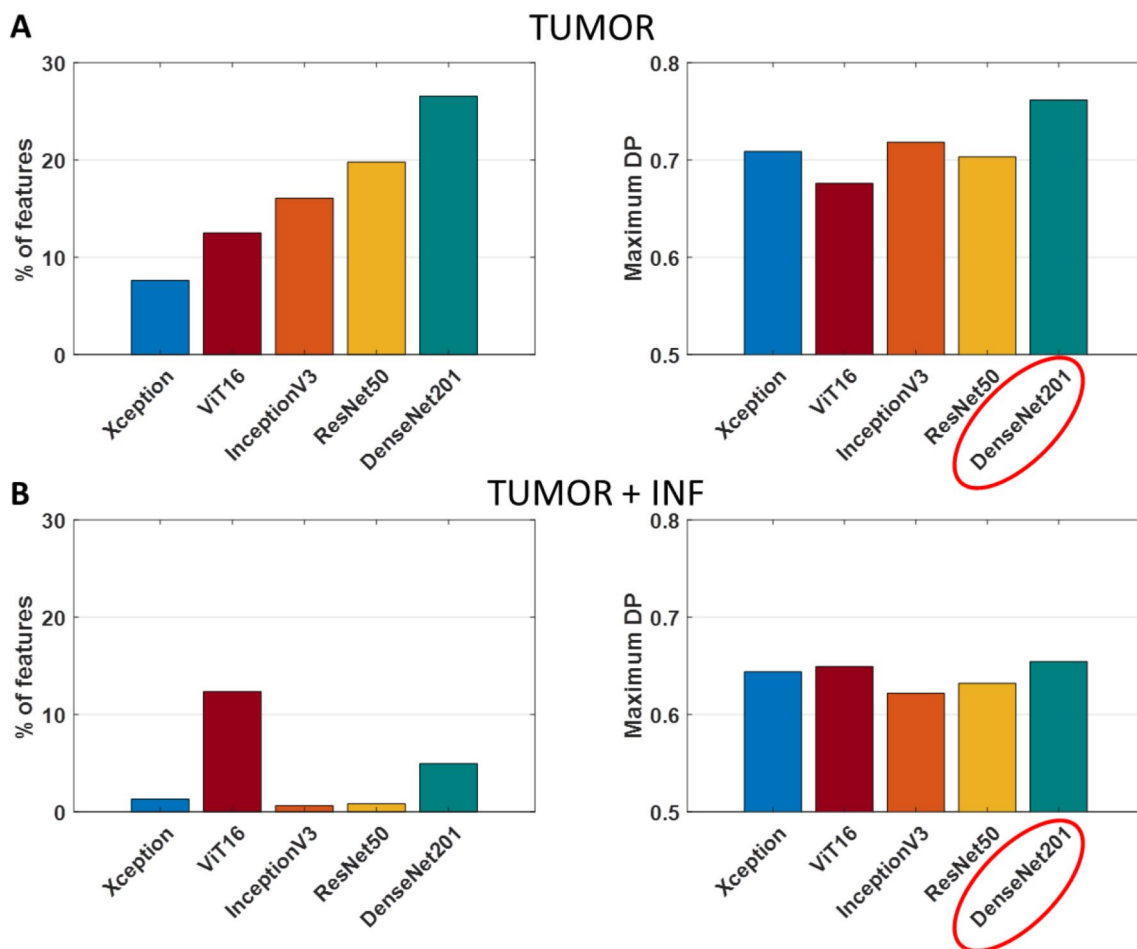 A
TUMOR
% of features
30
20
10
0
Xception
ViT16
InceptionV3
ResNet50
DenseNet201
Maximum DP
0.8
0.7
0.6
0.5
Xception
ViT16
InceptionV3
ResNet50
DenseNet201
B
TUMOR + INF
% of features
30
20
10
0
Xception
ViT16
InceptionV3
ResNet50
DenseNet201
Maximum DP
0.8
0.7
0.6
0.5
Xception
ViT16
InceptionV3
ResNet50
DenseNet201